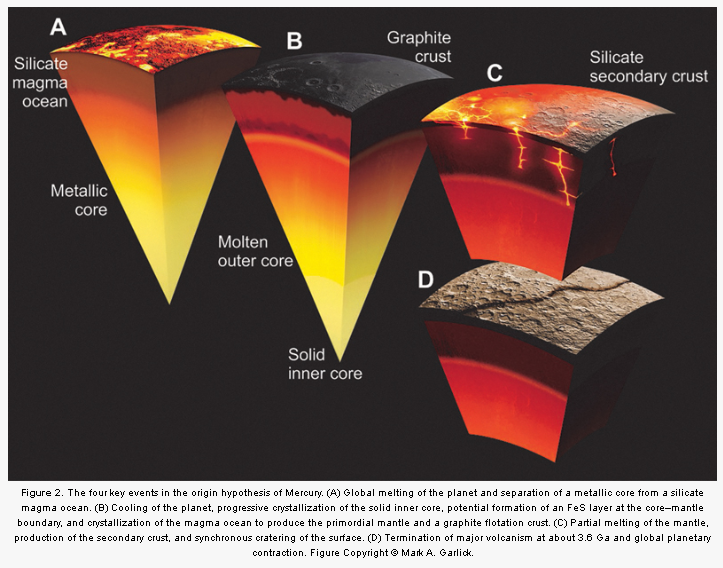 A
Silicate
magma
ocean
Metallic
core
B
Graphite
crust
Molten
outer core
Solid
inner core
C
Silicate
secondary crust
D
Figure 2. The four key events in the origin hypothesis of Mercury. (A) Global melting of the planet and separation of a metallic core from a silicate
magma ocean. (B) Cooling of the planet, progressive crystallization of the solid inner core, potential formation of an FeS layer at the core–mantle
boundary, and crystallization of the magma ocean to produce the primordial mantle and a graphite flotation crust. (C) Partial melting of the mantle,
production of the secondary crust, and synchronous cratering of the surface. (D) Termination of major volcanism at about 3.6 Ga and global planetary
contraction. Figure Copyright © Mark A. Garlick.